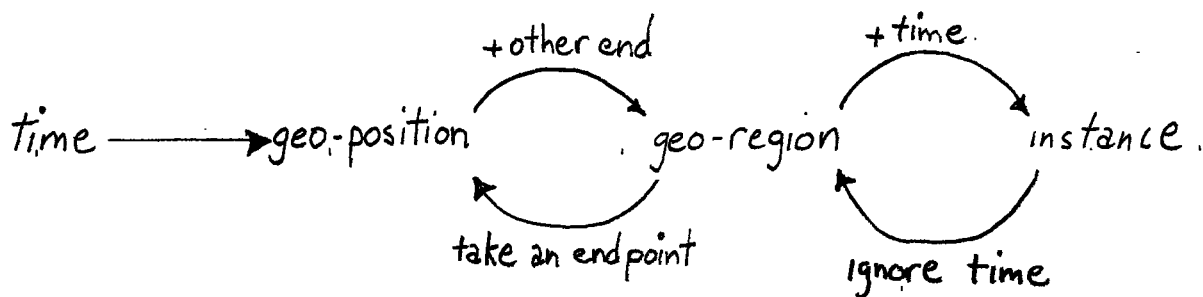 +other end
+time
time geo-position geo-region instance.
take an endpoint
ignore time